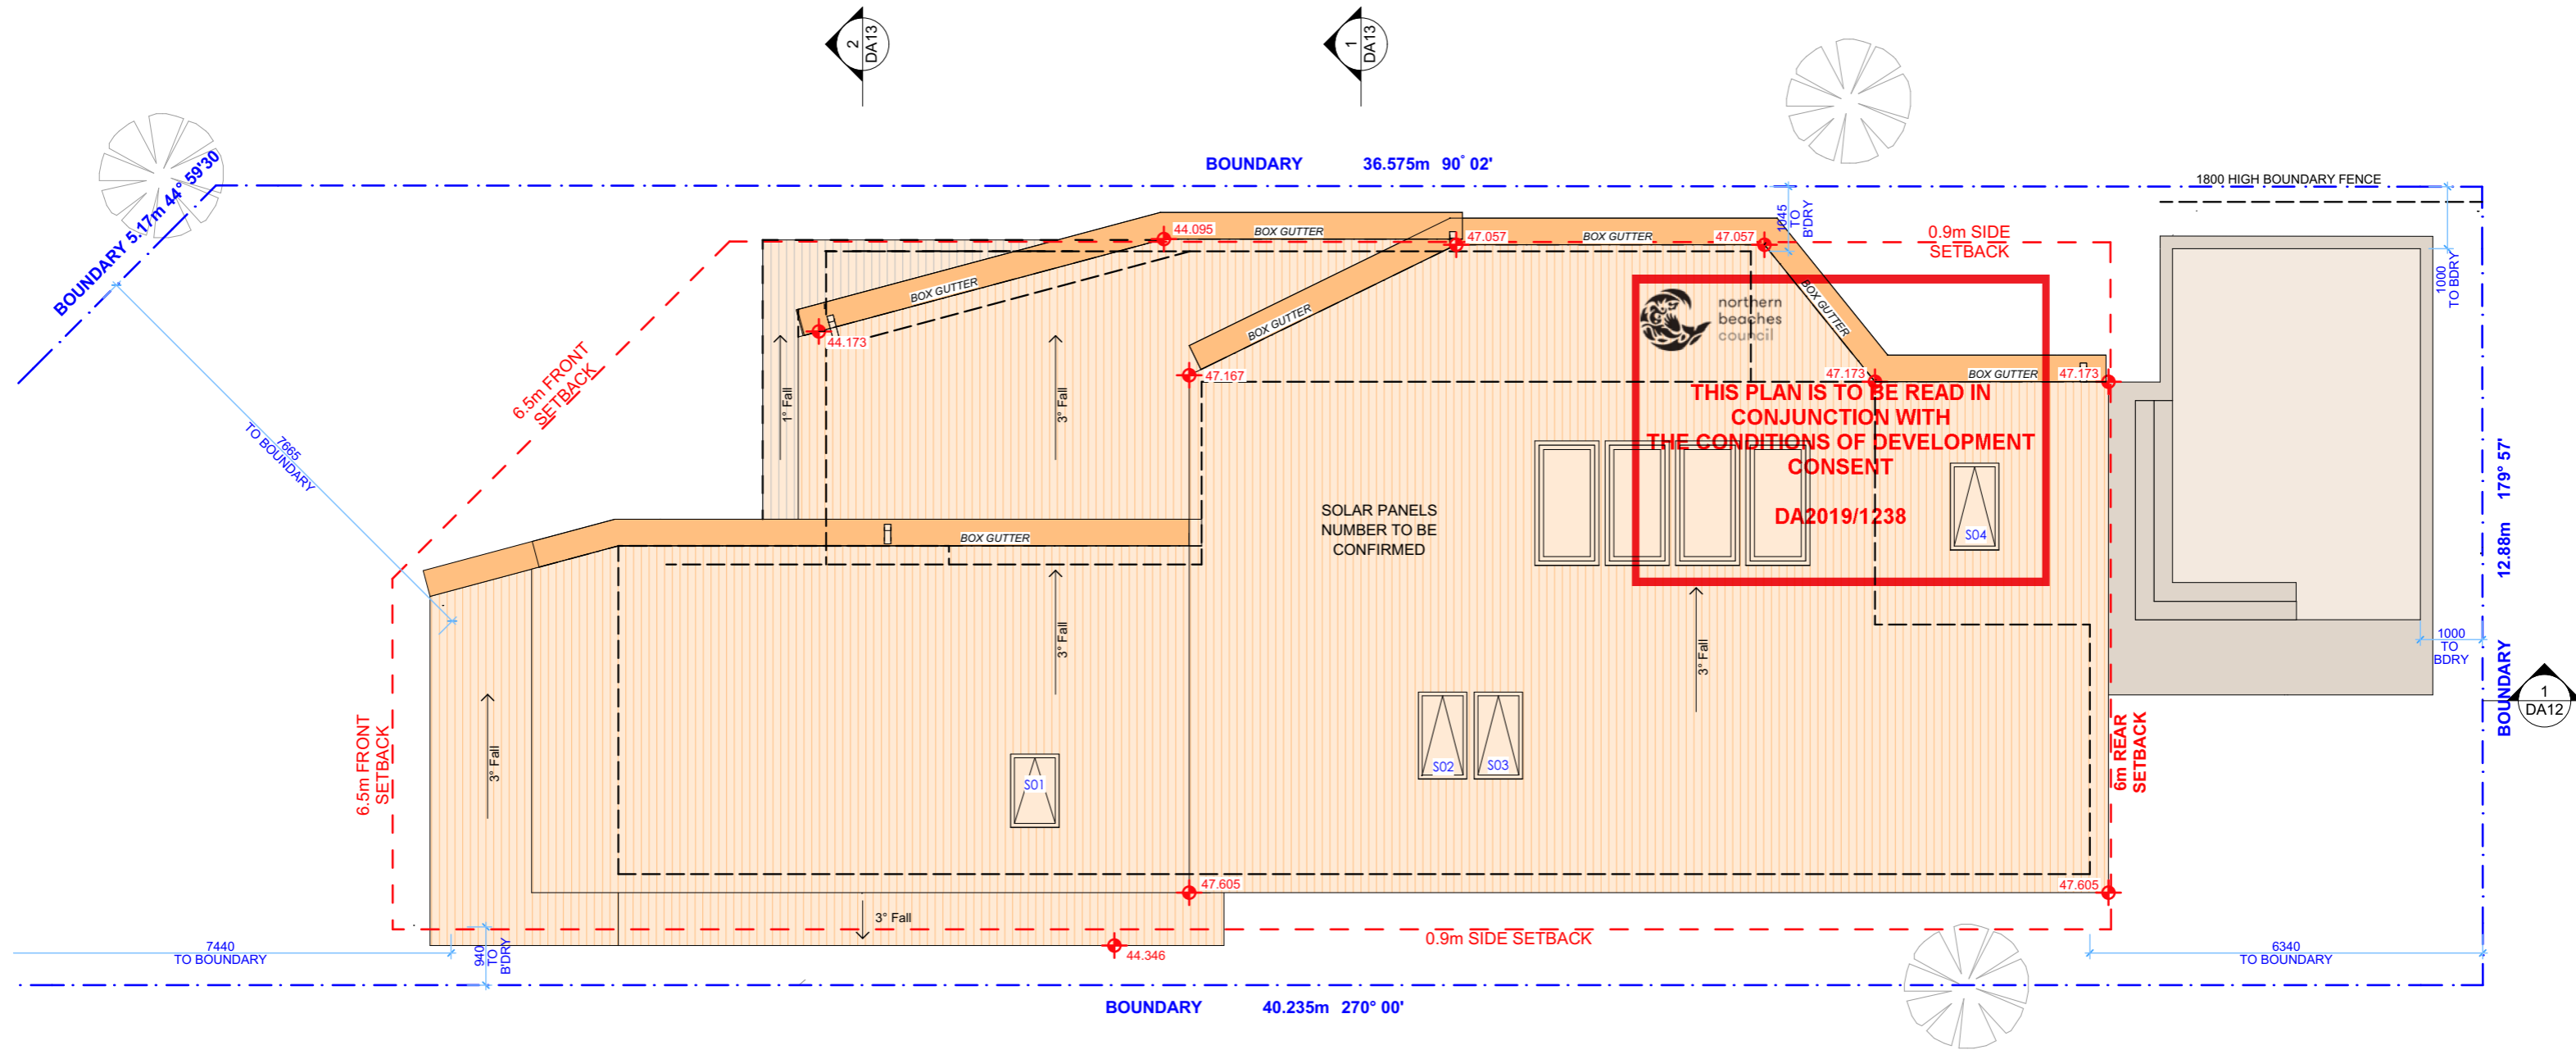 2
DA13
1
DA13
BOUNDARY 36.575m 90° 02'
1800 HIGH BOUNDARY FENCE
BOUNDARY 5.17m 44° 59'30
1045
TO
B'DRY
44.095
BOX GUTTER
47.057
BOX GUTTER
47.057
0.9m SIDE
SETBACK
1000
TO BDRY
BOX GUTTER
44.173
BOX GUTTER
BOX GUTTER
northern
beaches
council
6.5m FRONT
SETBACK
1° Fall
3° Fall
47.167
47.173
BOX GUTTER
47.173
THIS PLAN IS TO BE READ IN
CONJUNCTION WITH
THE CONDITIONS OF DEVELOPMENT
CONSENT
DA2019/1238
7665
TO BOUNDARY
SOLAR PANELS
NUMBER TO BE
CONFIRMED
S04
BOX GUTTER
BOUNDARY 12.88m 179° 57'
3° Fall
3° Fall
1000
TO
BDRY
1
DA12
6.5m FRONT
SETBACK
3° Fall
S01
S02
S03
6m REAR
SETBACK
47.605
47.605
3° Fall
7440
TO BOUNDARY
940
TO
B'DRY
44.346
0.9m SIDE SETBACK
6340
TO BOUNDARY
BOUNDARY 40.235m 270° 00'